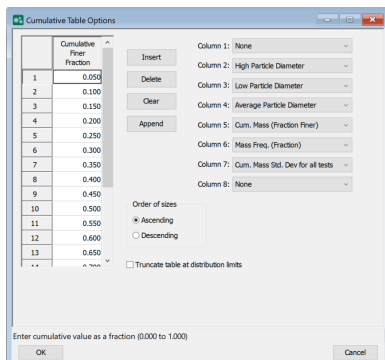 Cumulative Table Options
Cumulative
Finer
Fraction
1 0.050
2 0.100
3 0.150
4 0.200
5 0.250
6 0.300
7 0.350
8 0.400
9 0.450
10 0.500
11 0.550
12 0.600
13 0.650
14 0.700
Insert
Delete
Clear
Append
Column 1: None
Column 2: High Particle Diameter
Column 3: Low Particle Diameter
Column 4: Average Particle Diameter
Column 5: Cum. Mass (Fraction Finer)
Column 6: Mass Freq. (Fraction)
Column 7: Cum. Mass Std. Dev for all tests
Column 8: None
Order of sizes
Ascending
Descending
Truncate table at distribution limits
Enter cumulative value as a fraction (0.000 to 1.000)
OK
Cancel